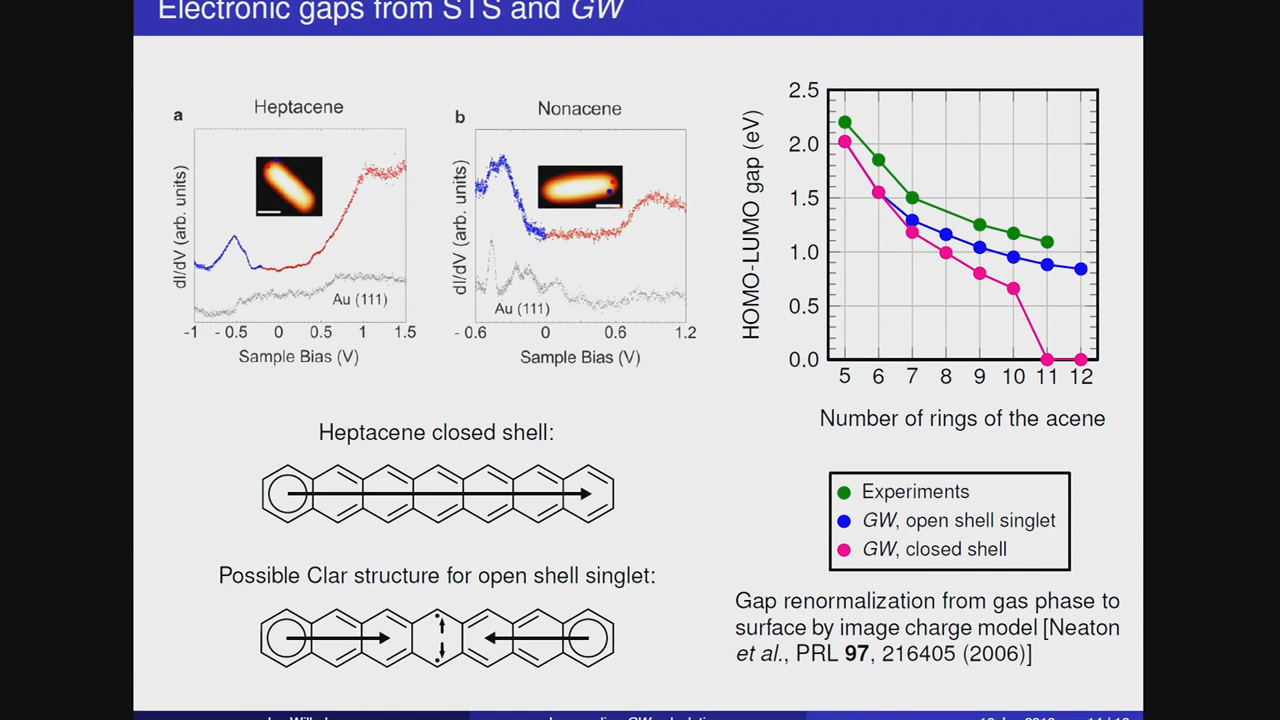 Electronic gaps from STS and GW
a
Heptacene
dI/dV (arb. units)
Au (111)
-1
- 0.5
0
0.5
1
1.5
Sample Bias (V)
b
Nonacene
dI/dV (arb. units)
Au (111)
- 0.6
0
0.6
1.2
Sample Bias (V)
HOMO-LUMO gap (eV)
2.5
2.0
1.5
1.0
0.5
0.0
5 6 7 8 9 10 11 12
Number of rings of the acene
Heptacene closed shell:
Possible Clar structure for open shell singlet:
Experiments
GW, open shell singlet
GW, closed shell
Gap renormalization from gas phase to
surface by image charge model [Neaton
et al., PRL 97, 216405 (2006)]